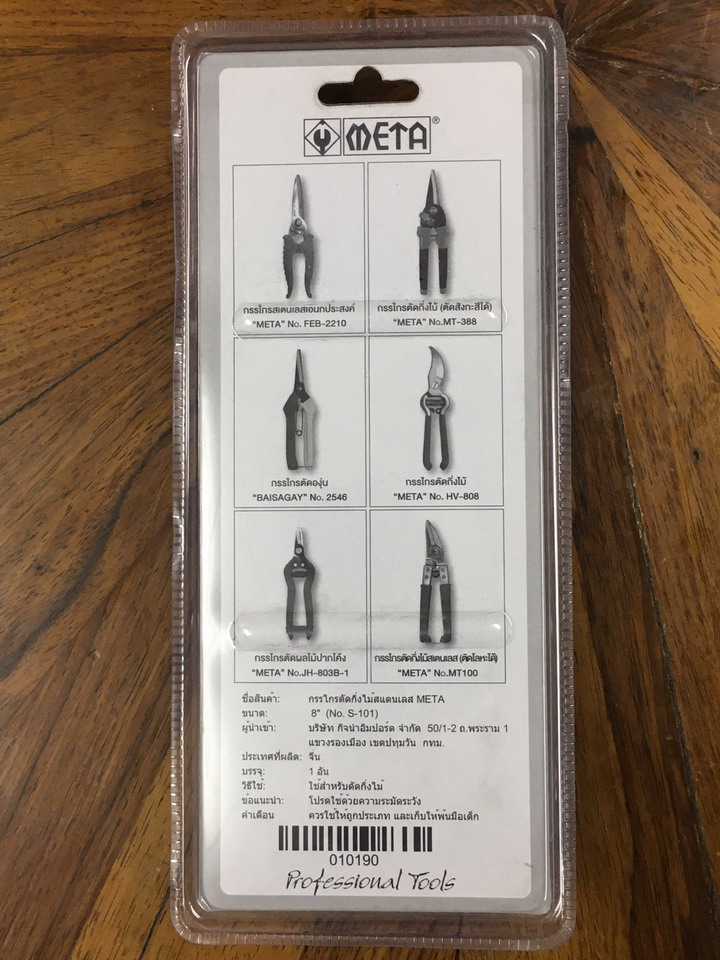 META®
กรรไกรสเตนเลสเอนกประสงค์
"META" No. FEB-2210
กรรไกรตัดกิ่งไม้ (ตัดสังกะสีได้)
"META" No.MT-388
กรรไกรตัดองุ่น
"BAISAGAY" No. 2546
กรรไกรตัดกิ่งไม้
"META" No. HV-808
กรรไกรตัดผลไม้ปากโค้ง
"META" No.JH-803B-1
กรรไกรตัดกิ่งไม้สเตนเลส (ตัดโลหะได้)
"META" No.MT100
ชื่อสินค้า: กรรไกรตัดกิ่งไม้สแตนเลส META
ขนาด: 8" (No. S-101)
ผู้นำเข้า: บริษัท กิจนำอิมปอร์ต จำกัด 50/1-2 ถ.พระราม 1
แขวงรองเมือง เขตปทุมวัน กทม.
ประเทศที่ผลิต: จีน
บรรจุ: 1 อัน
วิธีใช้: ใช้สำหรับตัดกิ่งไม้
ข้อแนะนำ: โปรดใช้ด้วยความระมัดระวัง
คำเตือน ควรใช้ให้ถูกประเภท และเก็บให้พ้นมือเด็ก
010190
Professional Tools